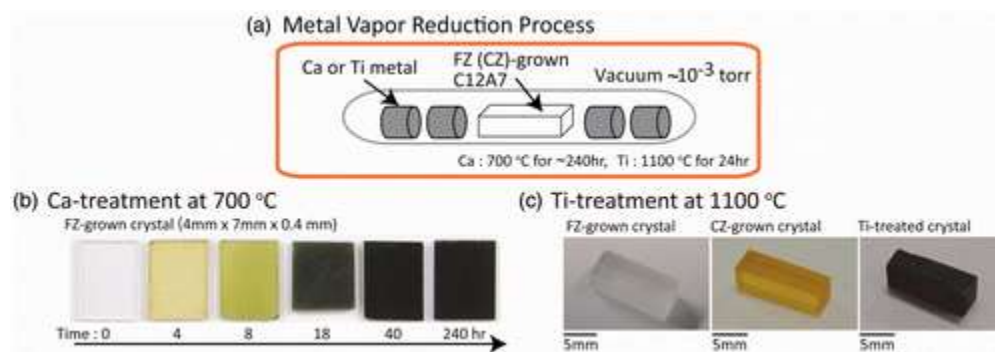 (a) Metal Vapor Reduction Process
Ca or Ti metal
FZ (CZ)-grown
C12A7
Vacuum ~10⁻³ torr
Ca : 700 °C for ~240hr, Ti : 1100 °C for 24hr
(b) Ca-treatment at 700 °C
FZ-grown crystal (4mm x 7mm x 0.4 mm)
Time : 0 4 8 18 40 240 hr
(c) Ti-treatment at 1100 °C
FZ-grown crystal CZ-grown crystal Ti-treated crystal
5mm 5mm 5mm